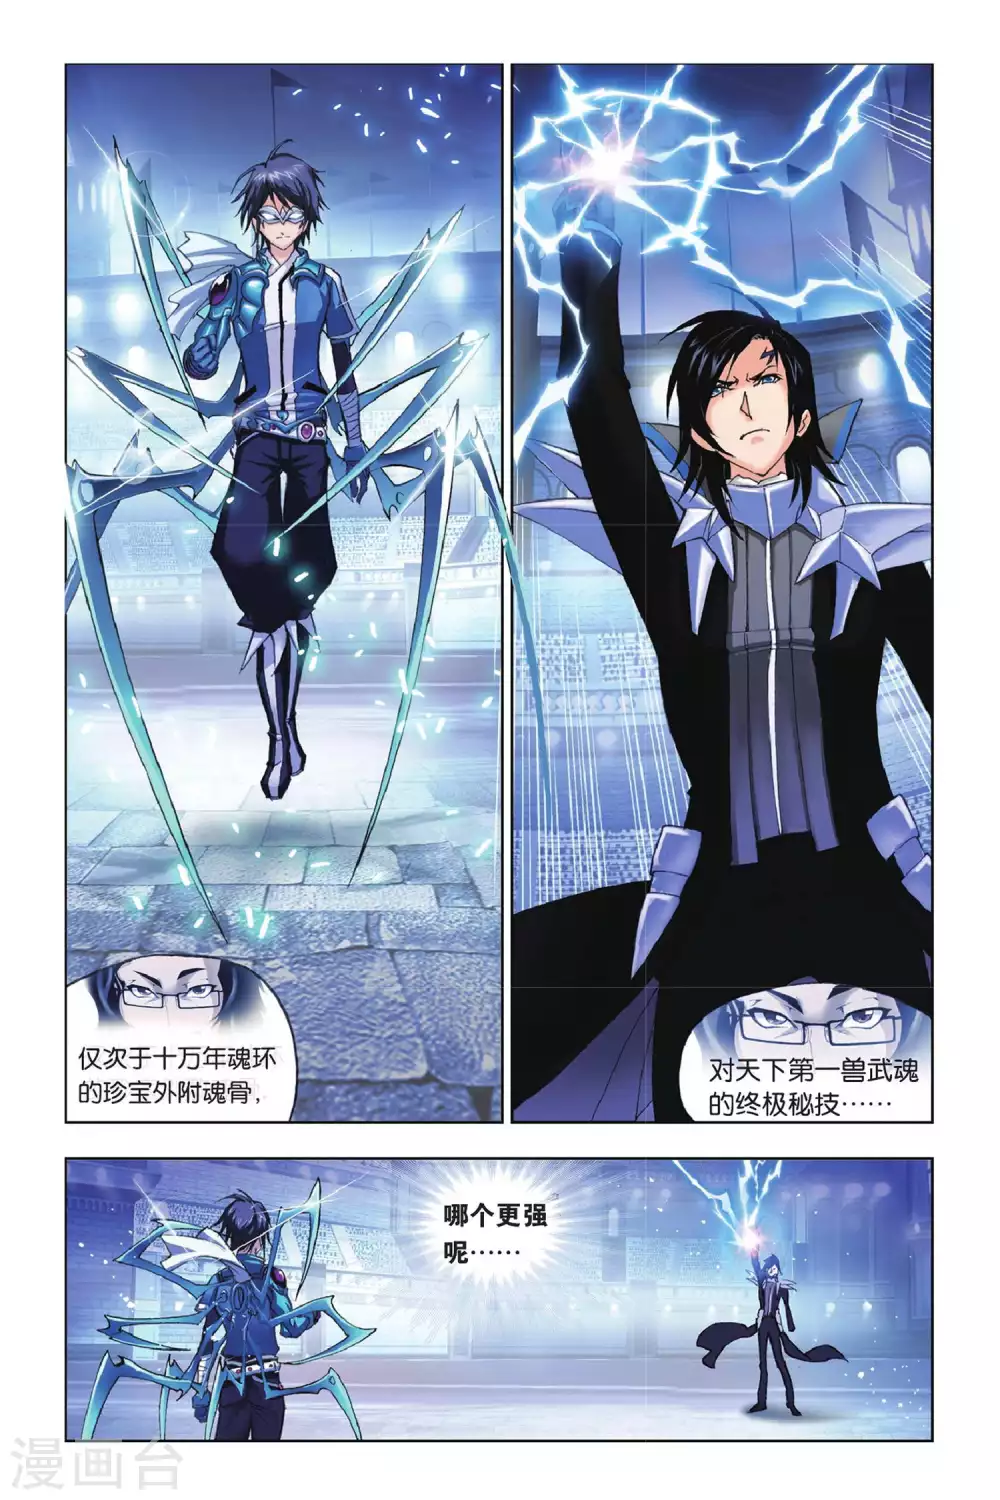 仅次于十万年魂环
的珍宝外附魂骨，
对天下第一兽武魂
的终极秘技……
哪个更强
呢……
漫画台